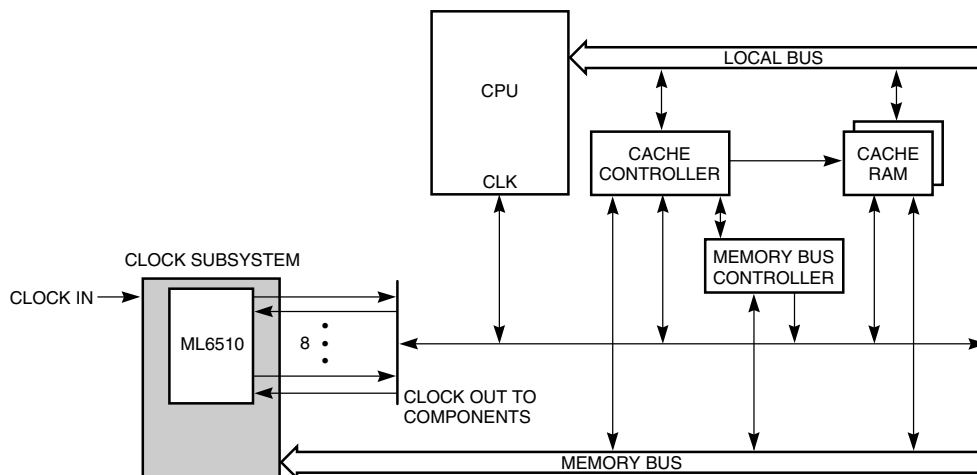 LOCAL BUS
CPU
CACHE
CONTROLLER
CACHE
RAM
CLK
MEMORY BUS
CONTROLLER
CLOCK SUBSYSTEM
CLOCK IN
ML6510
8
CLOCK OUT TO
COMPONENTS
MEMORY BUS